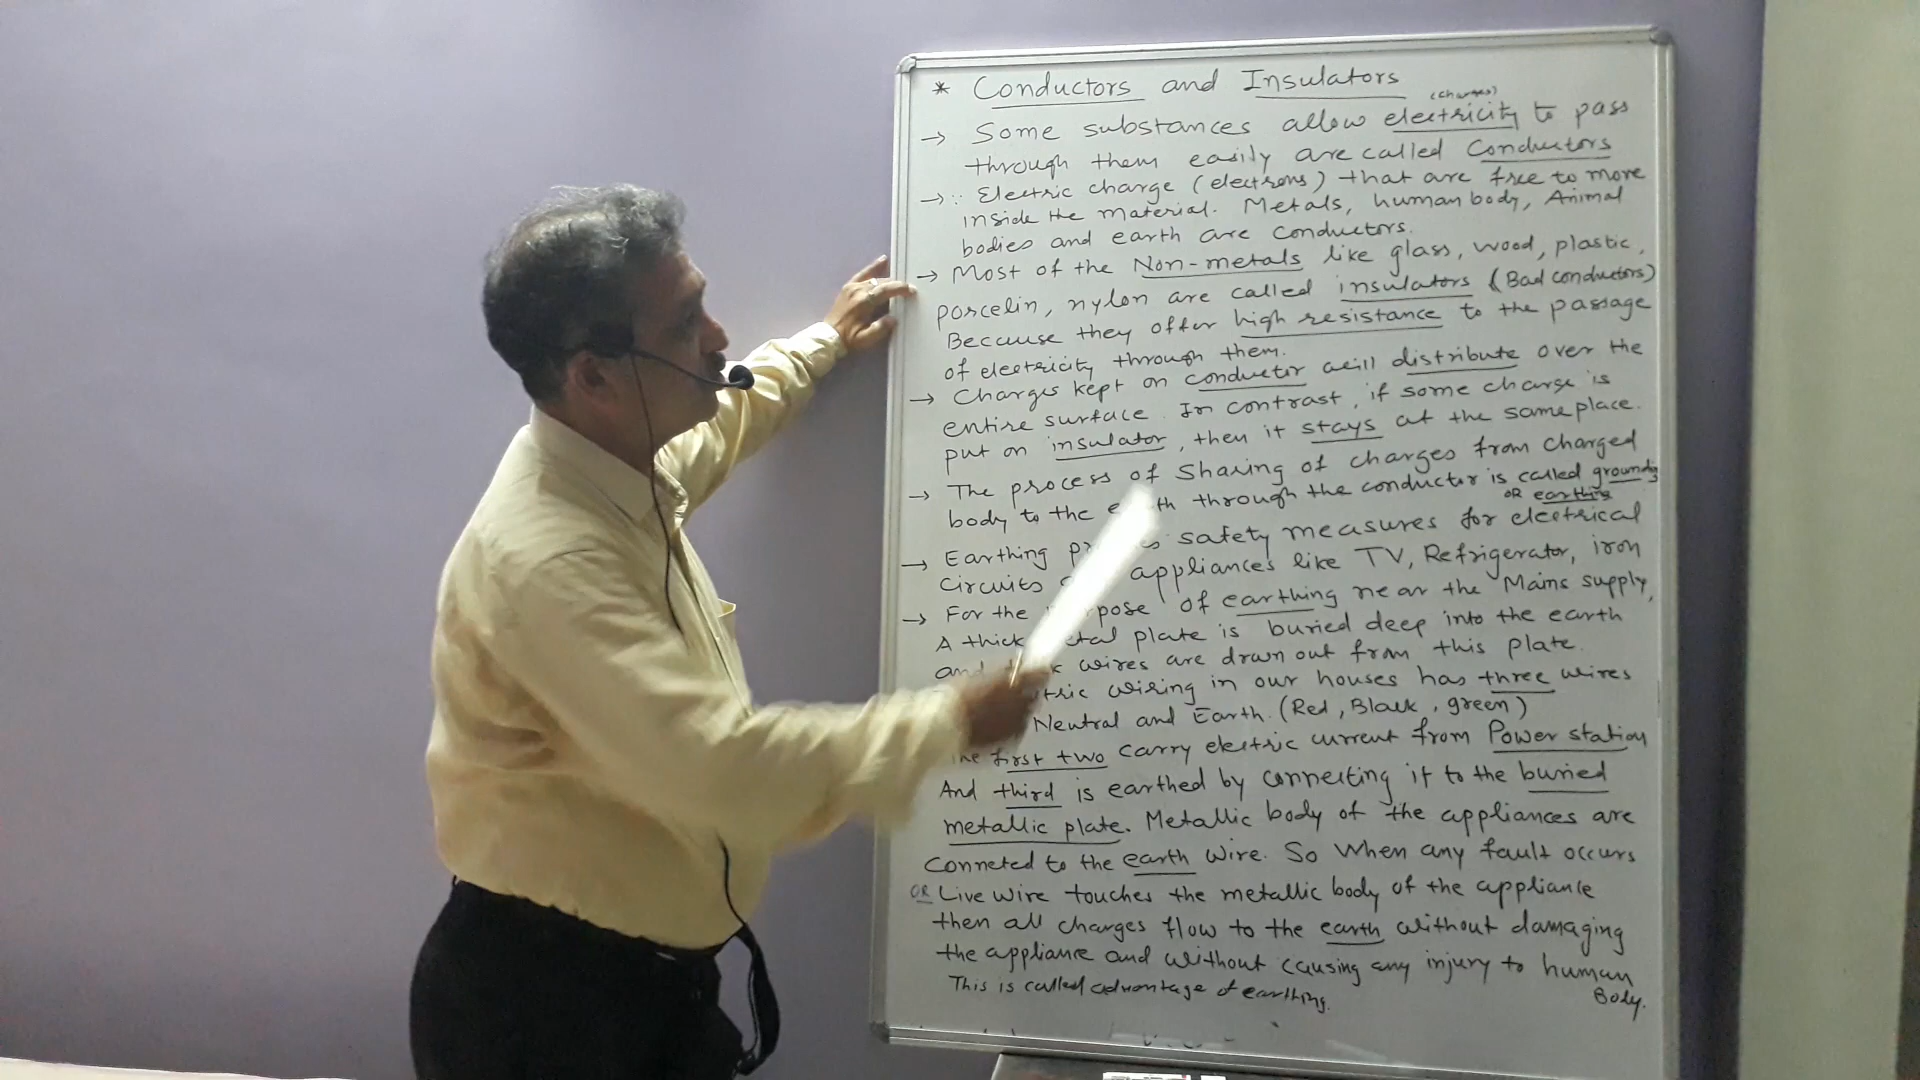 * Conductors and Insulators
(charges)
→ Some substances allow electricity to pass
through them easily are called Conductors
→ ∵ Electric charge (electrons) that are free to move
inside the material. Metals, human body, Animal
bodies and earth are conductors.
→ Most of the Non-metals like glass, wood, plastic,
porcelin, nylon are called insulators (Bad conductors)
Because they offer high resistance to the passage
of electricity through them.
→ Charges kept on conductor will distribute over the
entire surface. In contrast, if some charge is
put on insulator, then it stays at the same place.
→ The process of Sharing of charges from charged
body to the through the conductor is called grounding
OR earthing
→ Earthing safety measures for electrical
Circuits appliances like TV, Refrigerator, iron
→ For the of earthing near the Mains supply,
A thick plate is buried deep into the earth
and wires are drawn out from this plate.
wiring in our houses has three wires
Neutral and Earth. (Red, Black, green)
first two carry electric current from Power station
And third is earthed by connecting it to the buried
metallic plate. Metallic body of the appliances are
Conneted to the earth wire. So when any fault occurs
OR Live wire touches the metallic body of the appliance
then all charges flow to the earth without damaging
the appliance and without causing any injury to human
Body.
This is called advantage of earthing.